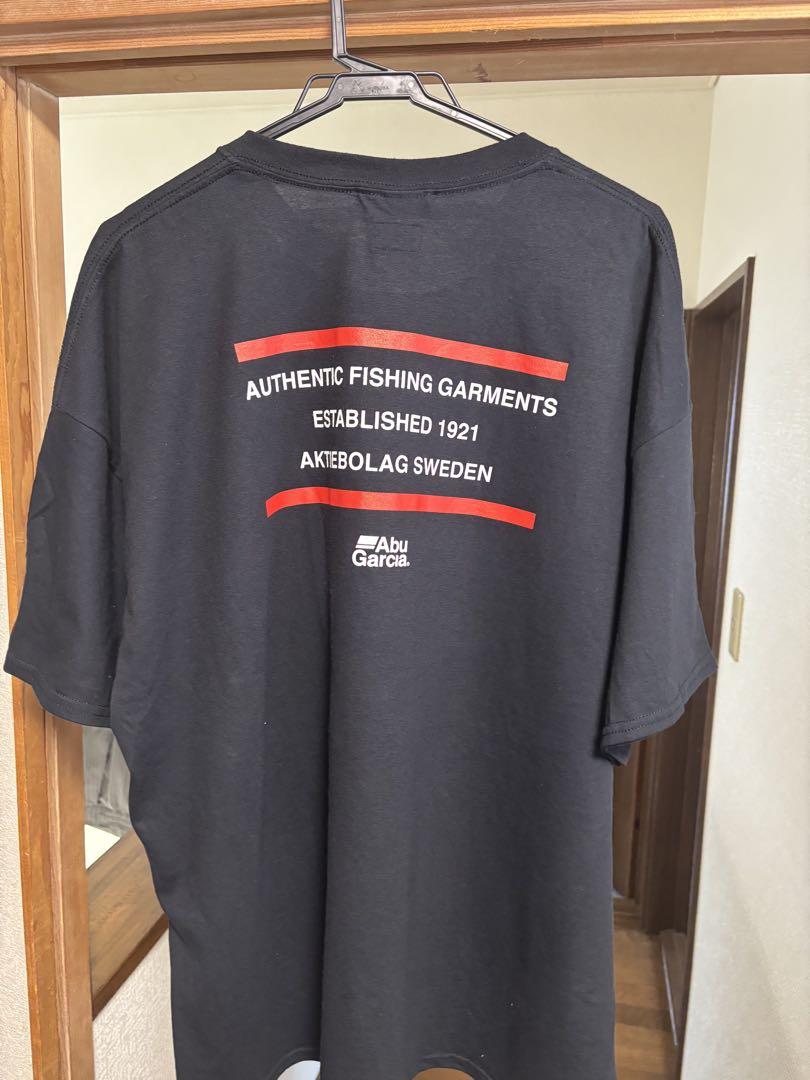 AUTHENTIC FISHING GARMENTS
ESTABLISHED 1921
AKTIEBOLAG SWEDEN
Abu
Garcia®